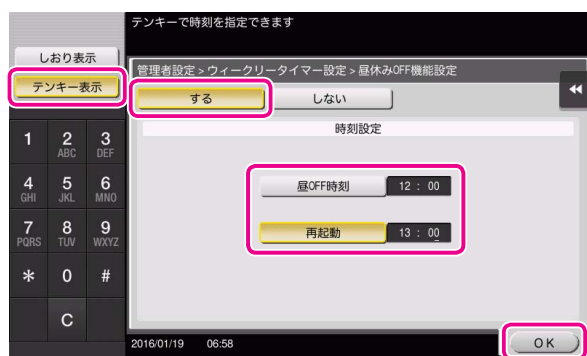 テンキーで時刻を指定できます
しおり表示
テンキー表示
管理者設定 > ウィークリータイマー設定 > 昼休みOFF機能設定
する
しない
時刻設定
昼OFF時刻 12 : 00
再起動 13 : 00
1 2 ABC 3 DEF
4 GHI 5 JKL 6 MNO
7 PQRS 8 TUV 9 WXYZ
* 0 #
C
2016/01/19 06:58
OK